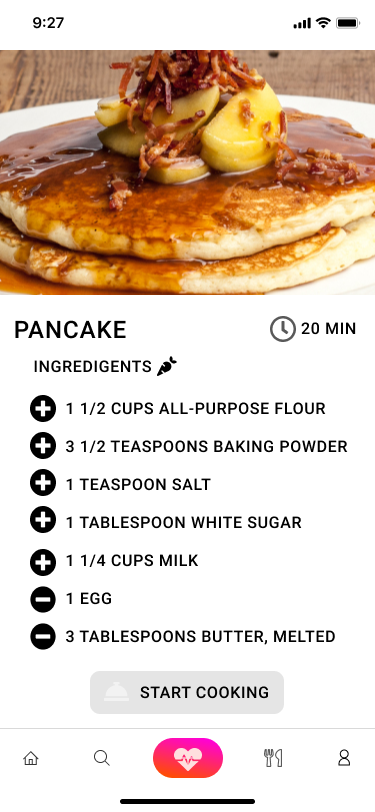 9:27
PANCAKE
20 MIN
INGREDIGENTS
1 1/2 CUPS ALL-PURPOSE FLOUR
3 1/2 TEASPOONS BAKING POWDER
1 TEASPOON SALT
1 TABLESPOON WHITE SUGAR
1 1/4 CUPS MILK
1 EGG
3 TABLESPOONS BUTTER, MELTED
START COOKING